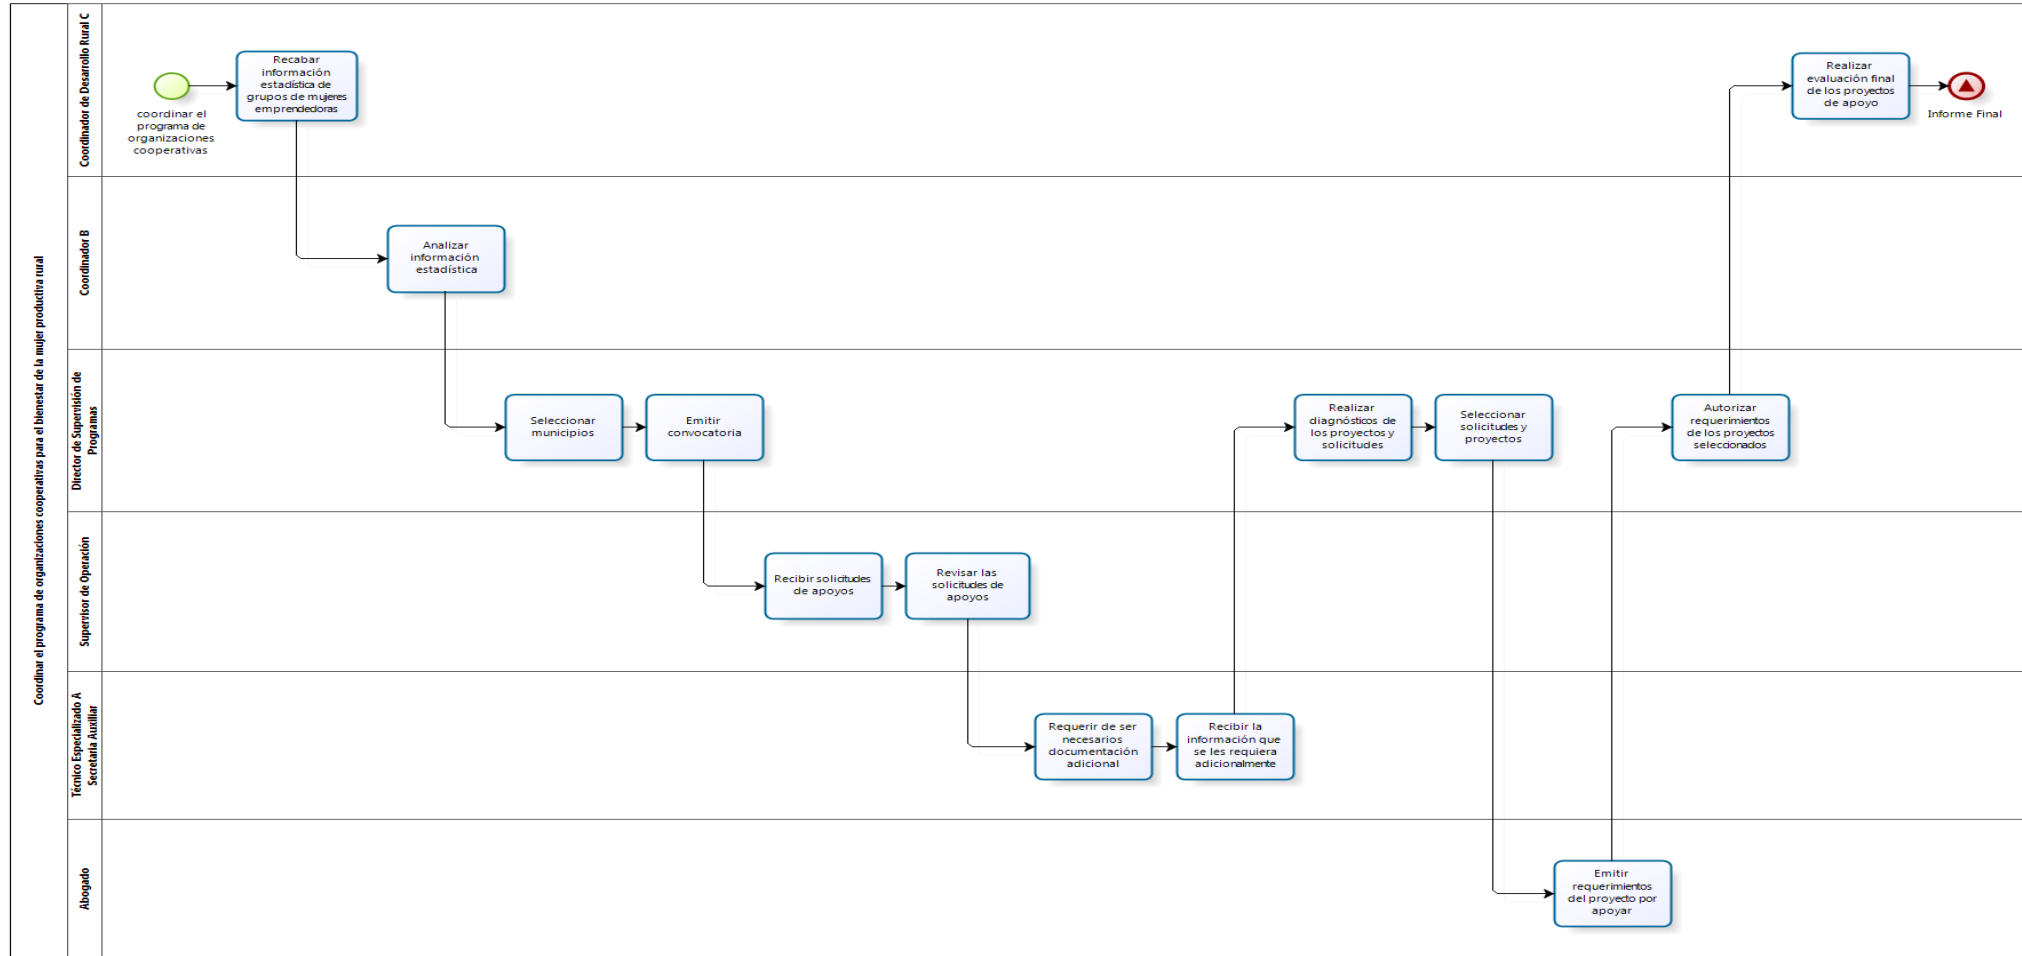 Coordinar el programa de organizaciones cooperativas para el bienestar de la mujer productiva rural
Coordinador de Desarrollo Rural C
coordinar el
programa de
organizaciones
cooperativas
Recabar
información
estadística de
grupos de mujeres
emprendedoras
Realizar
evaluación final
de los proyectos
de apoyo
Informe Final
Coordinador B
Analizar
información
estadística
Director de Supervisión de
Programas
Seleccionar
municipios
Emitir
convocatoria
Realizar
diagnósticos de
los proyectos y
solicitudes
Seleccionar
solicitudes y
proyectos
Autorizar
requerimientos
de los proyectos
seleccionados
Supervisor de Operación
Recibir solicitudes
de apoyos
Revisar las
solicitudes de
apoyos
Técnico Especializado A
Secretaria Auxiliar
Requerir de ser
necesarios
documentación
adicional
Recibir la
información que
se les requiera
adicionalmente
Abogado
Emitir
requerimientos
del proyecto por
apoyar